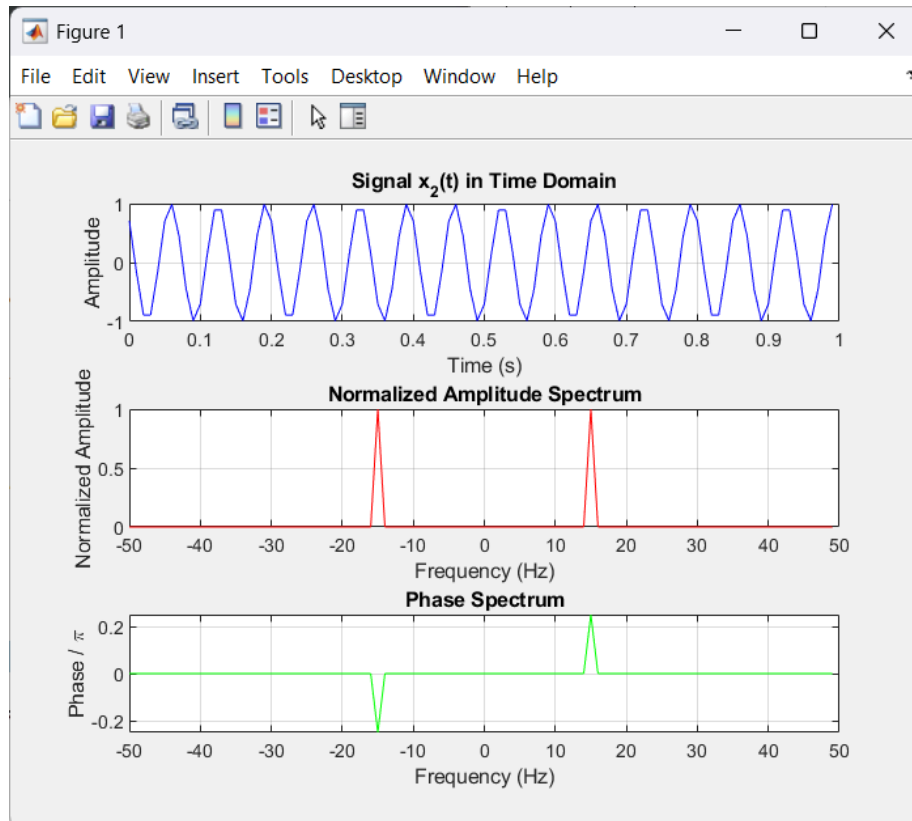 Figure 1
File Edit View Insert Tools Desktop Window Help
Signal x₂(t) in Time Domain
1
0
-1
Amplitude
0 0.1 0.2 0.3 0.4 0.5 0.6 0.7 0.8 0.9 1
Time (s)
Normalized Amplitude Spectrum
1
0.5
0
Normalized Amplitude
-50 -40 -30 -20 -10 0 10 20 30 40 50
Frequency (Hz)
Phase Spectrum
0.2
0
-0.2
Phase / π
-50 -40 -30 -20 -10 0 10 20 30 40 50
Frequency (Hz)